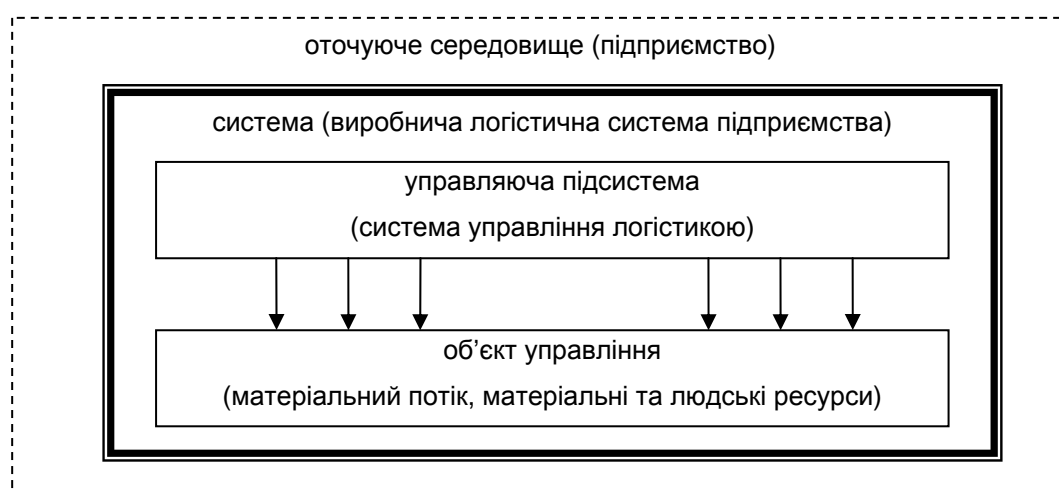 оточуюче середовище (підприємство)
система (виробнича логістична система підприємства)
управляюча підсистема
(система управління логістикою)
об’єкт управління
(матеріальний потік, матеріальні та людські ресурси)